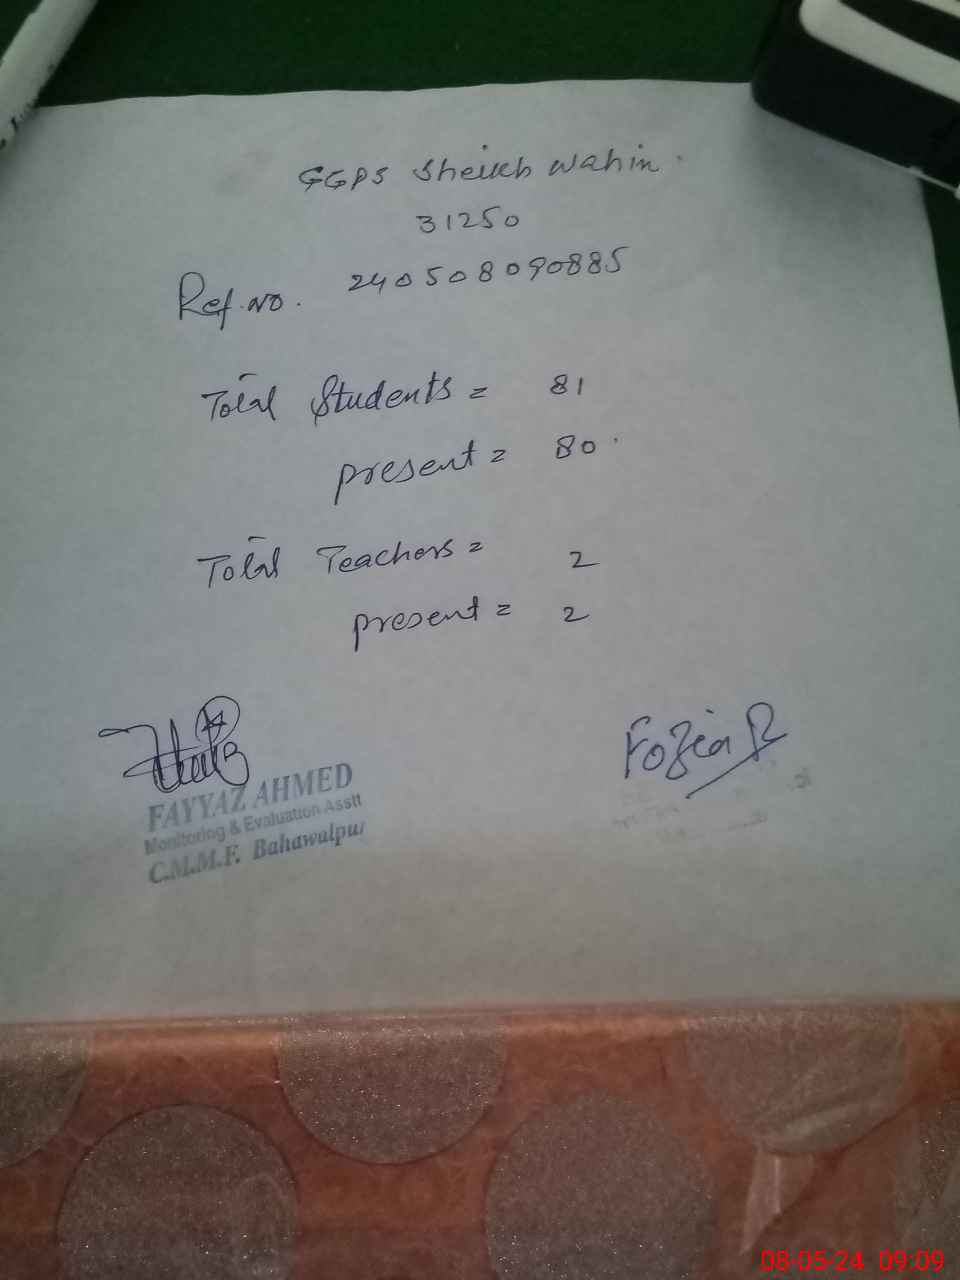 GGPS Sheikh Wahin.
31250
Ref. no. 240508090885
Total Students = 81
present = 80.
Total Teachers = 2
present = 2
Fozia R
FAYYAZ AHMED
Monitoring & Evaluation Asstt
C.M.M.F. Bahawalpur
08-05-24 09:09